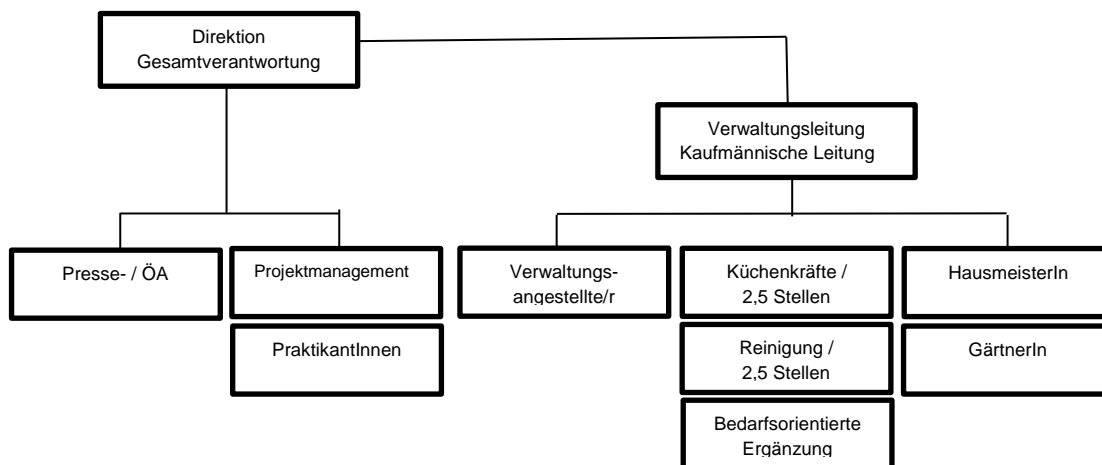 Direktion
Gesamtverantwortung
Verwaltungsleitung
Kaufmännische Leitung
Presse- / ÖA
Projektmanagement
PraktikantInnen
Verwaltungs-
angestellte/r
Küchenkräfte /
2,5 Stellen
Reinigung /
2,5 Stellen
Bedarfsorientierte
Ergänzung
HausmeisterIn
GärtnerIn